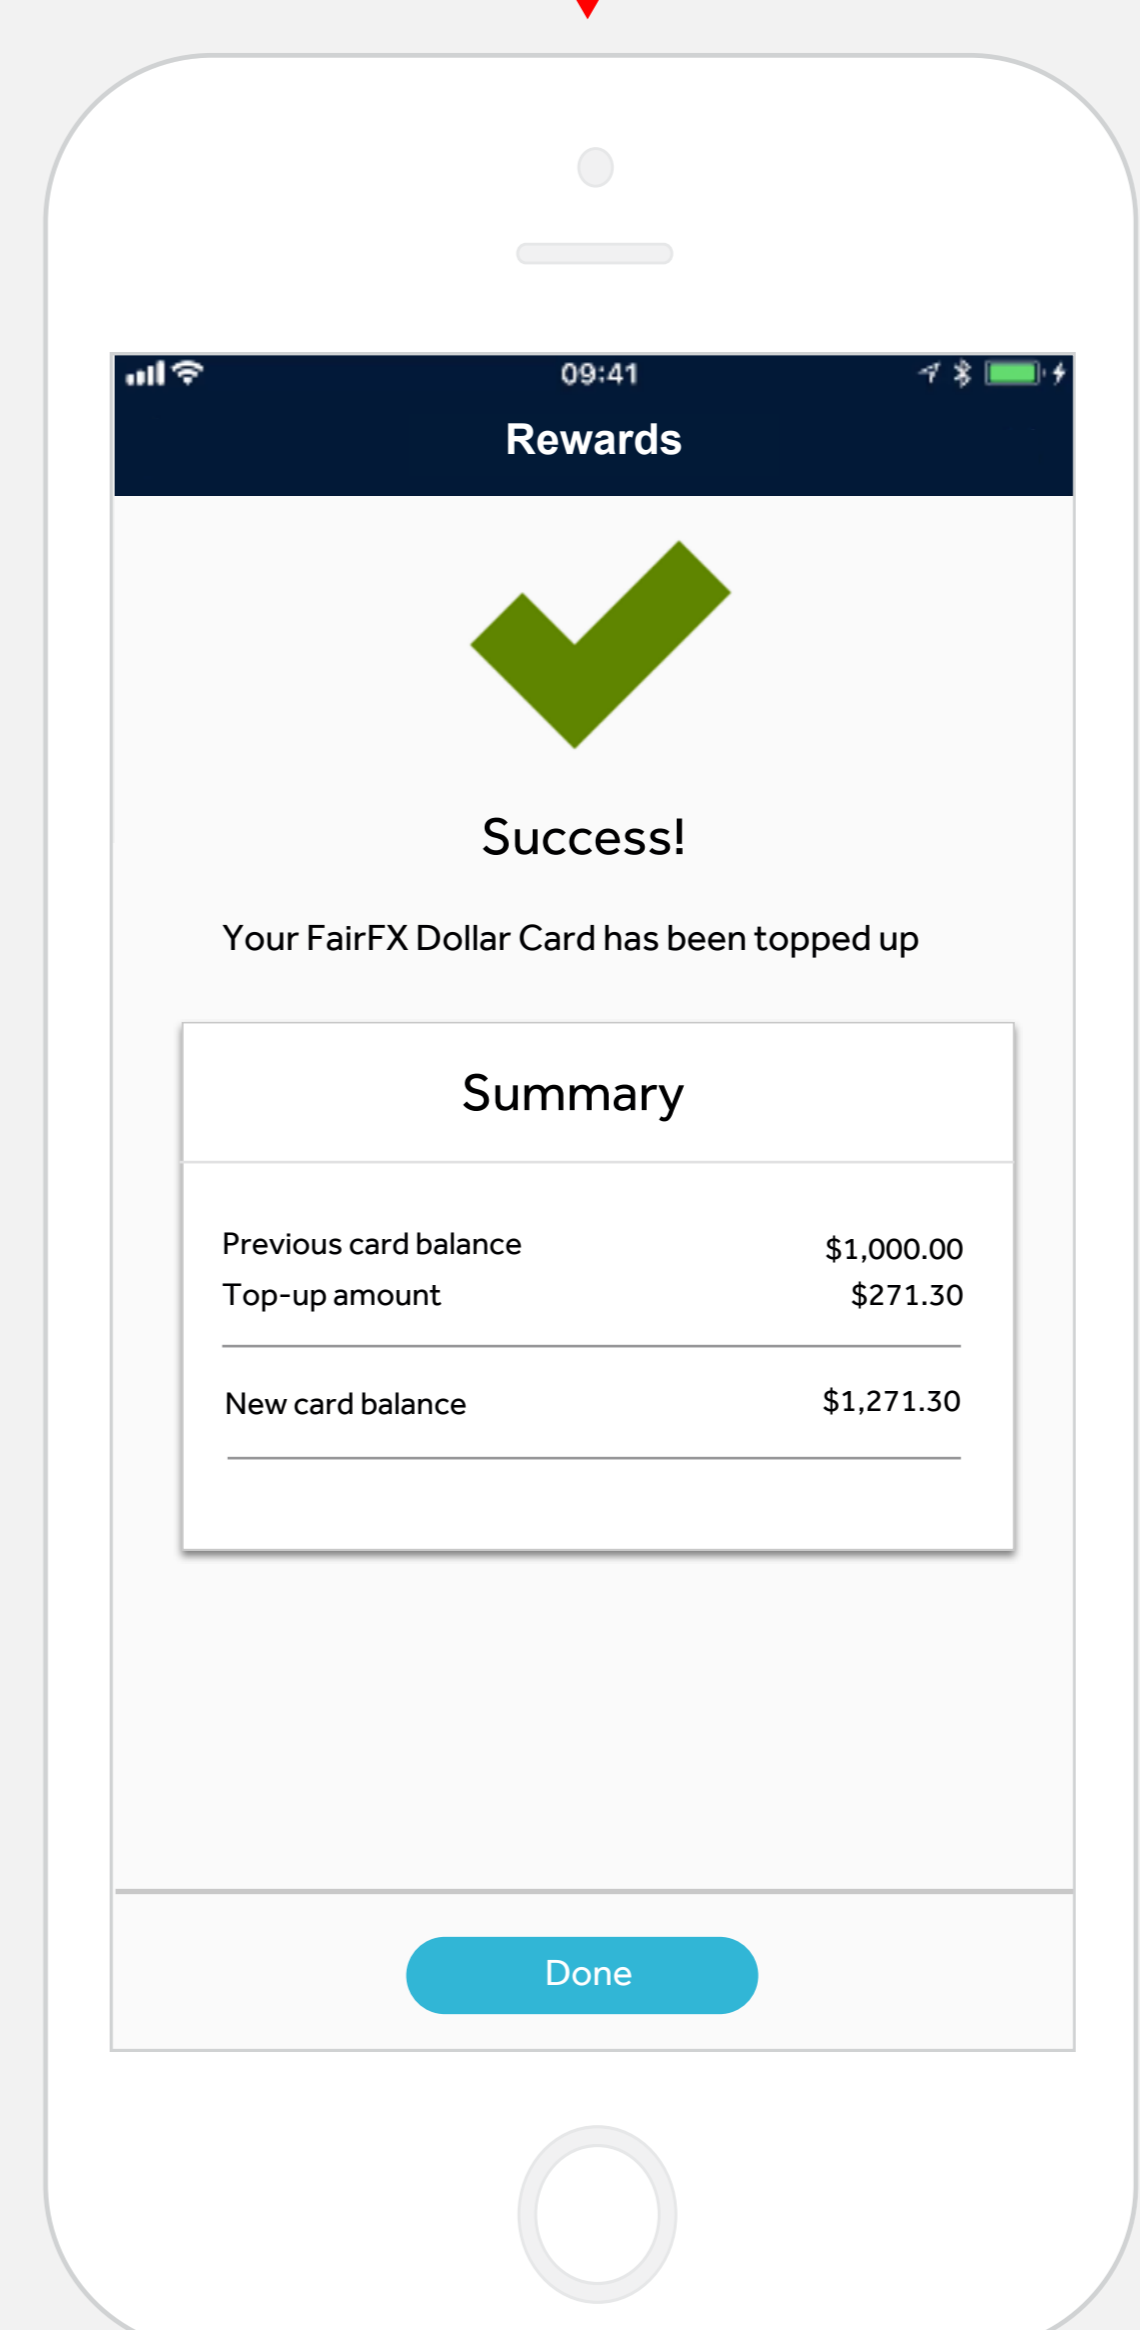 09:41
Rewards
Success!
Your FairFX Dollar Card has been topped up
Summary
Previous card balance $1,000.00
Top-up amount $271.30
New card balance $1,271.30
Done